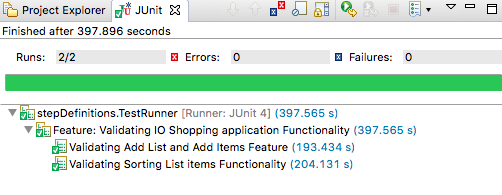 Project Explorer JUnit
Finished after 397.896 seconds
Runs: 2/2 Errors: 0 Failures: 0
stepDefinitions.TestRunner [Runner: JUnit 4] (397.565 s)
Feature: Validating IO Shopping application Functionality (397.565 s)
Validating Add List and Add Items Feature (193.434 s)
Validating Sorting List items Functionality (204.131 s)